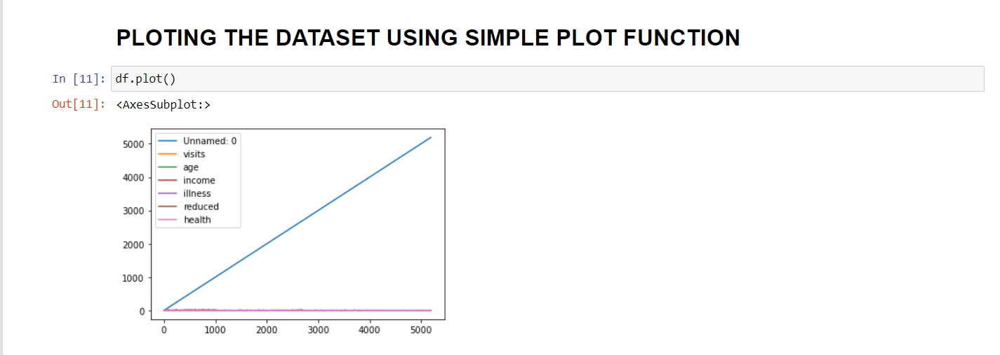 PLOTING THE DATASET USING SIMPLE PLOT FUNCTION
In [11]: df.plot()
Out[11]: <AxesSubplot:>
Unnamed: 0
visits
age
income
illness
reduced
health
5000
4000
3000
2000
1000
0
0 1000 2000 3000 4000 5000